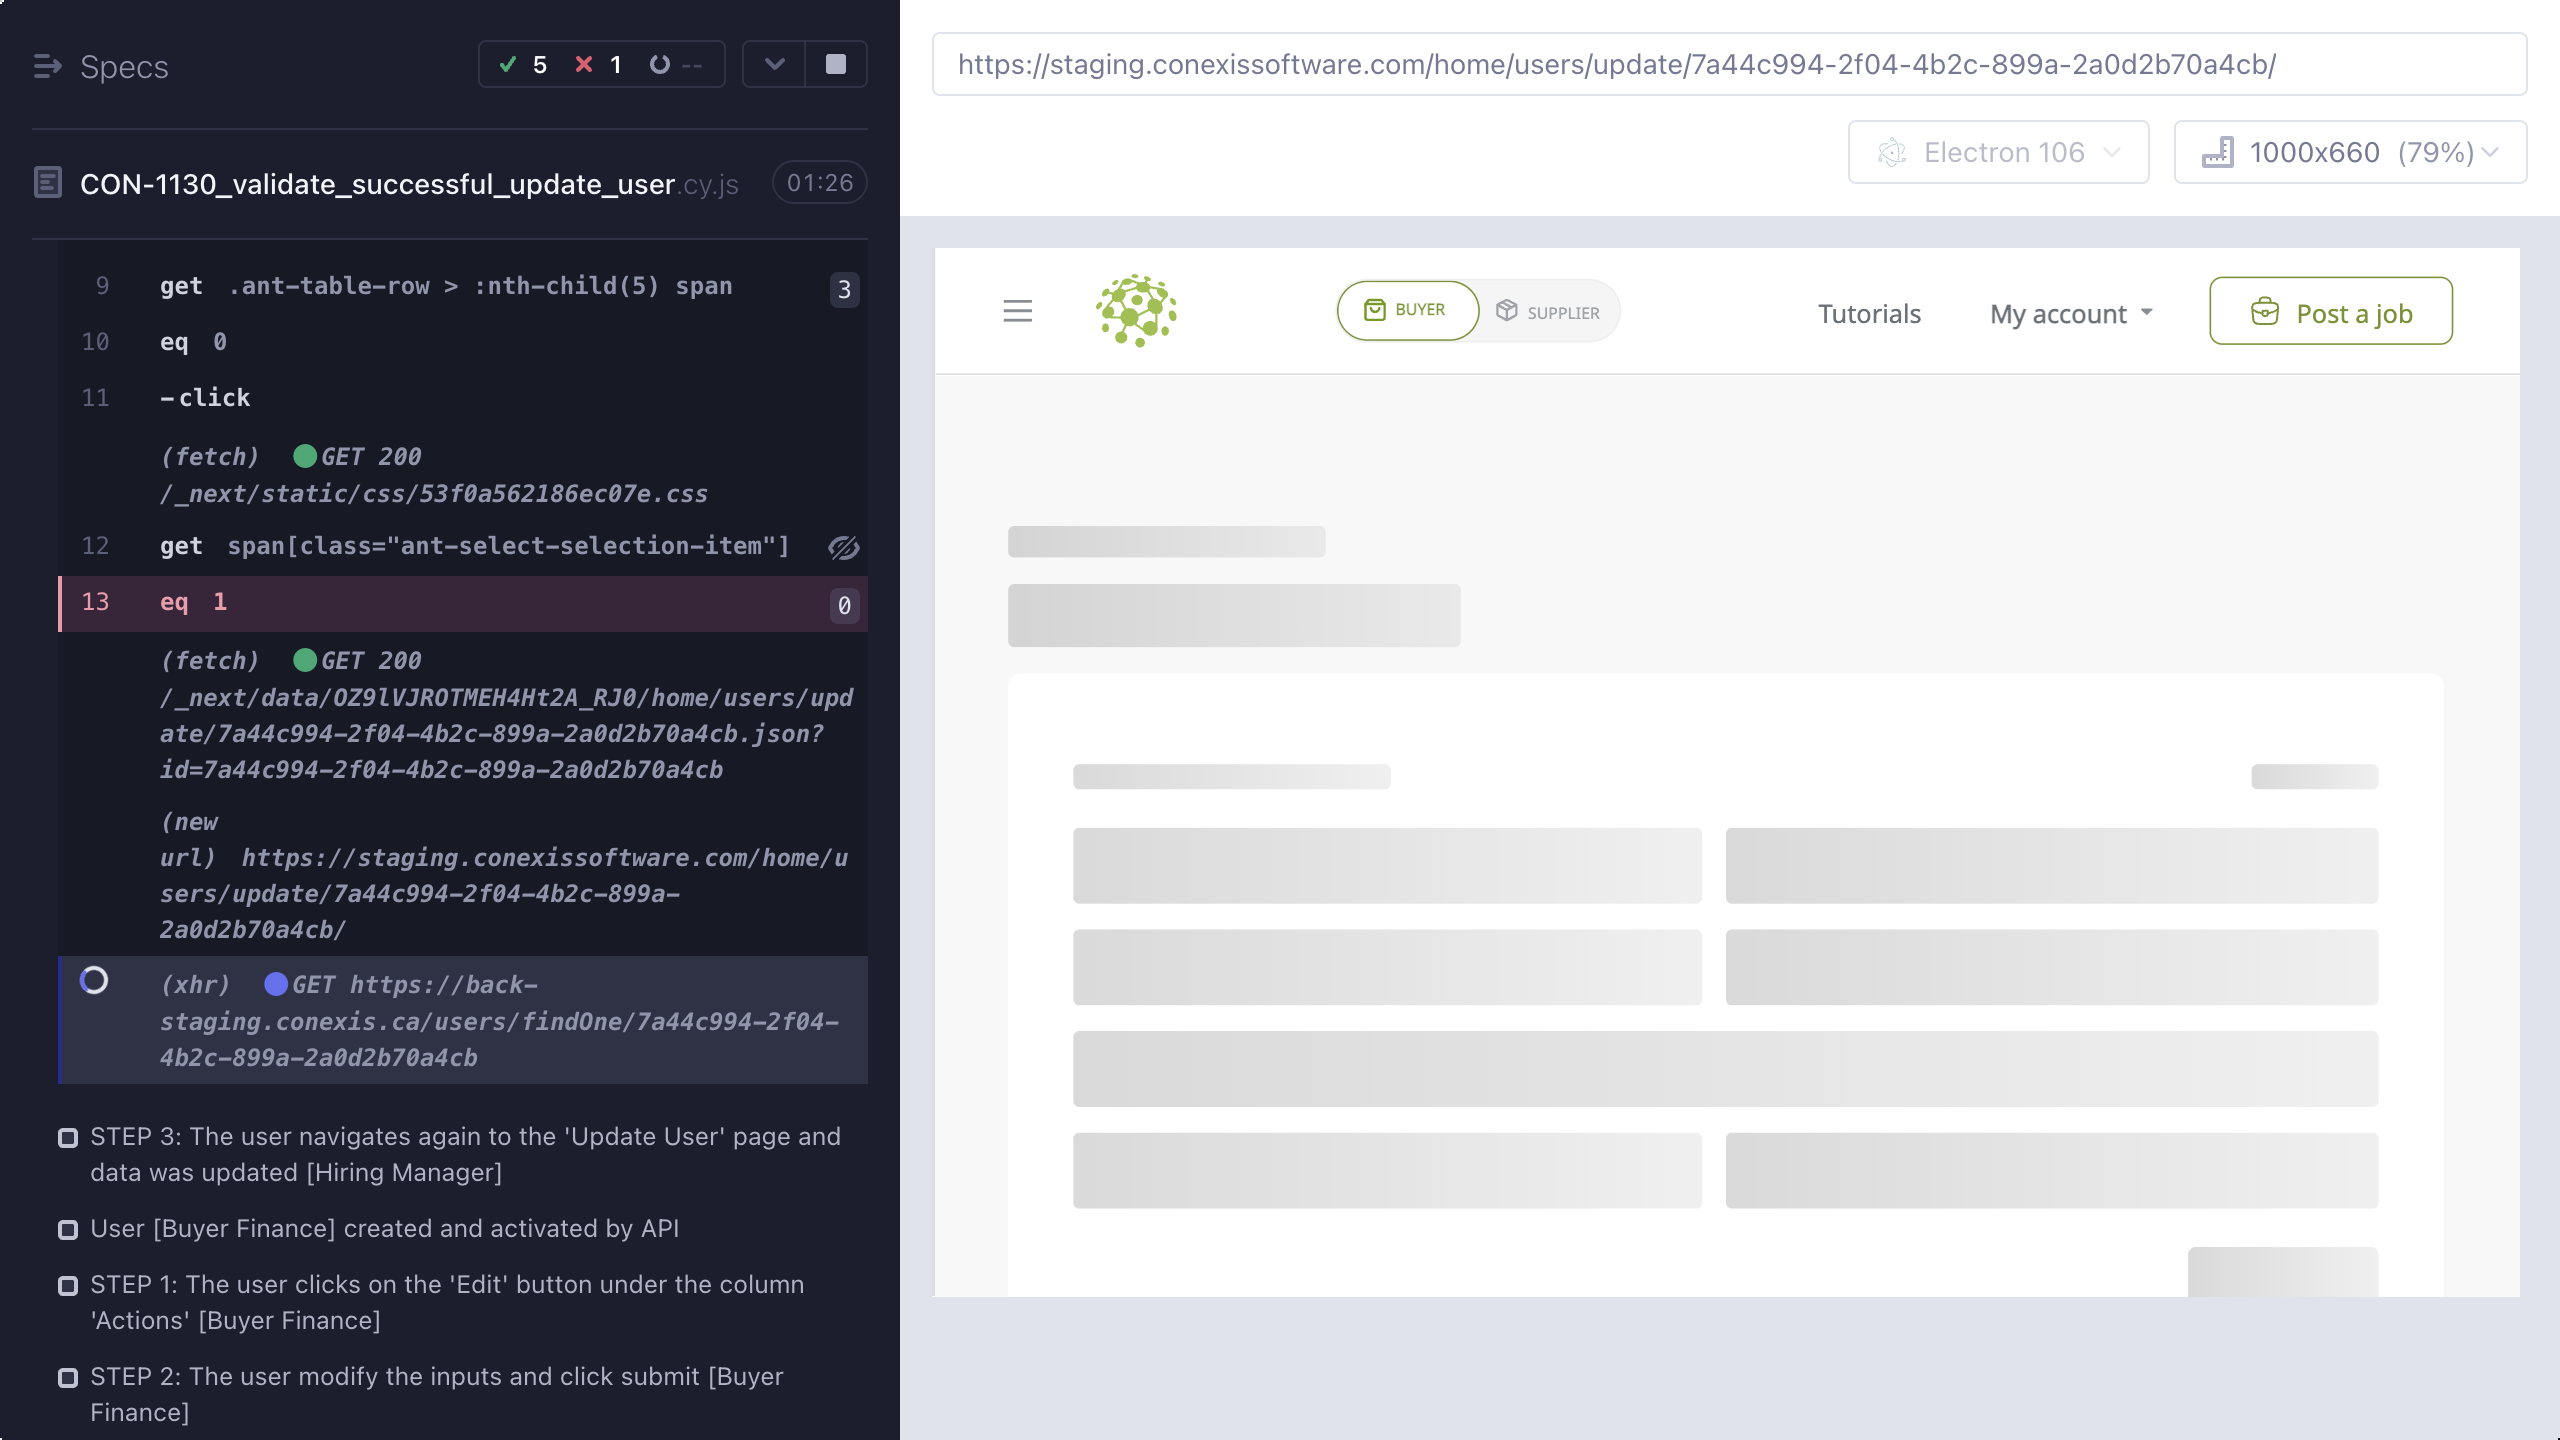 Specs
5 1 --
CON-1130_validate_successful_update_user.cy.js 01:26
9 get .ant-table-row > :nth-child(5) span 3
10 eq 0
11 -click
(fetch) GET 200
/_next/static/css/53f0a562186ec07e.css
12 get span[class="ant-select-selection-item"]
13 eq 1 0
(fetch) GET 200
/_next/data/OZ9lVJROTMEH4Ht2A_RJ0/home/users/upd
ate/7a44c994-2f04-4b2c-899a-2a0d2b70a4cb.json?
id=7a44c994-2f04-4b2c-899a-2a0d2b70a4cb
(new
url) https://staging.conexissoftware.com/home/u
sers/update/7a44c994-2f04-4b2c-899a-
2a0d2b70a4cb/
(xhr) GET https://back-
staging.conexis.ca/users/findOne/7a44c994-2f04-
4b2c-899a-2a0d2b70a4cb
STEP 3: The user navigates again to the 'Update User' page and
data was updated [Hiring Manager]
User [Buyer Finance] created and activated by API
STEP 1: The user clicks on the 'Edit' button under the column
'Actions' [Buyer Finance]
STEP 2: The user modify the inputs and click submit [Buyer
Finance]
https://staging.conexissoftware.com/home/users/update/7a44c994-2f04-4b2c-899a-2a0d2b70a4cb/
Electron 106
1000x660 (79%)
BUYER
SUPPLIER
Tutorials
My account
Post a job